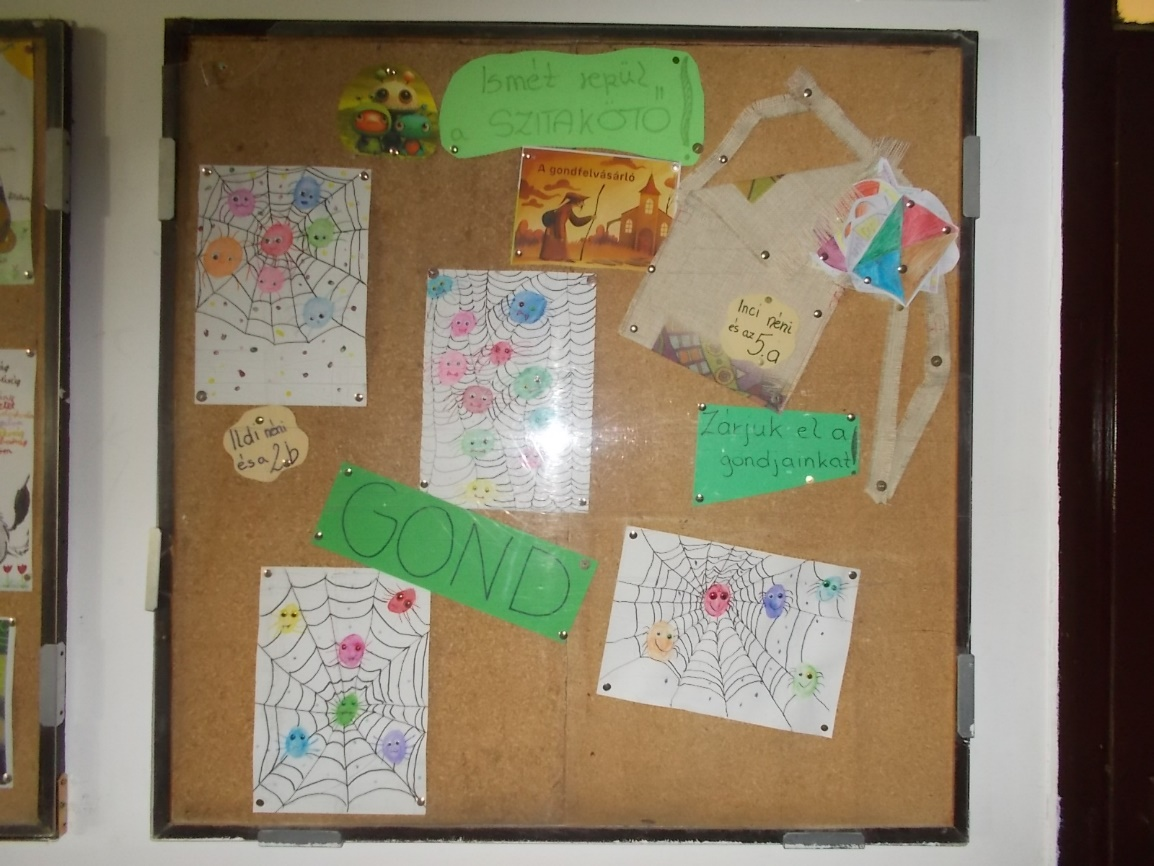 Ismét repül
a SZITAKÖTŐ!
A gondfelvásárló
Inci néni
és az 5.a
Zárjuk el a
gondjainkat!
Ildi néni
és a 2.b
GOND